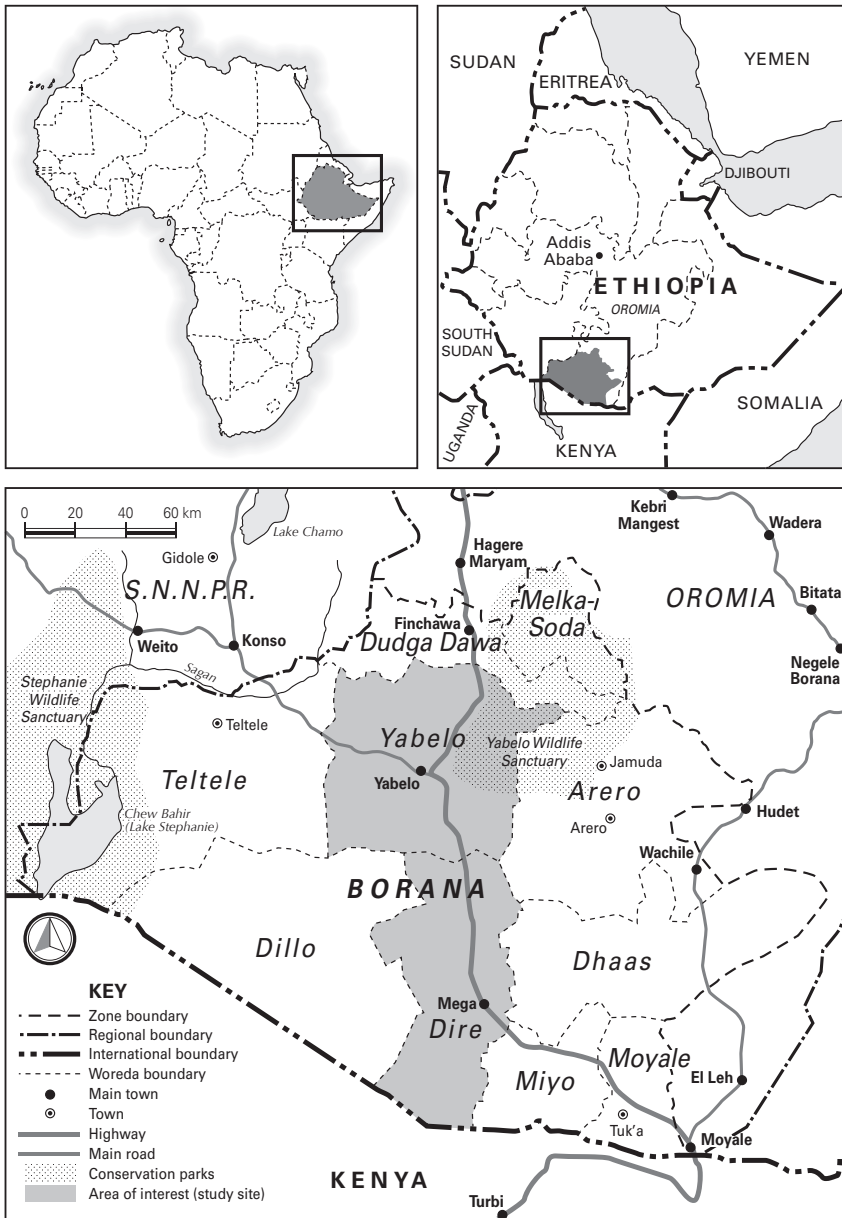 SUDAN
YEMEN
ERITREA
DJIBOUTI
Addis
Ababa
ETHIOPIA
OROMIA
SOUTH
SUDAN
SOMALIA
UGANDA
KENYA
0 20 40 60 km
Lake Chamo
Kebri
Mangest
Wadera
Gidole
Hagere
Maryam
S.N.N.P.R.
Melka-
Soda
OROMIA
Bitata
Finchawa
Weito
Konso
Dudga Dawa
Negele
Borana
Sagan
Stephanie
Wildlife
Sanctuary
Teltele
Yabelo
Yabelo Wildlife
Sanctuary
Jamuda
Teltele
Yabelo
Arero
Chew Bahir
(Lake Stephanie)
Arero
Hudet
Wachile
BORANA
Dillo
Dhaas
KEY
Zone boundary
Regional boundary
International boundary
Woreda boundary
Main town
Town
Highway
Main road
Conservation parks
Area of interest (study site)
Mega
Dire
Moyale
Miyo
El Leh
Tuk'a
Moyale
KENYA
Turbi